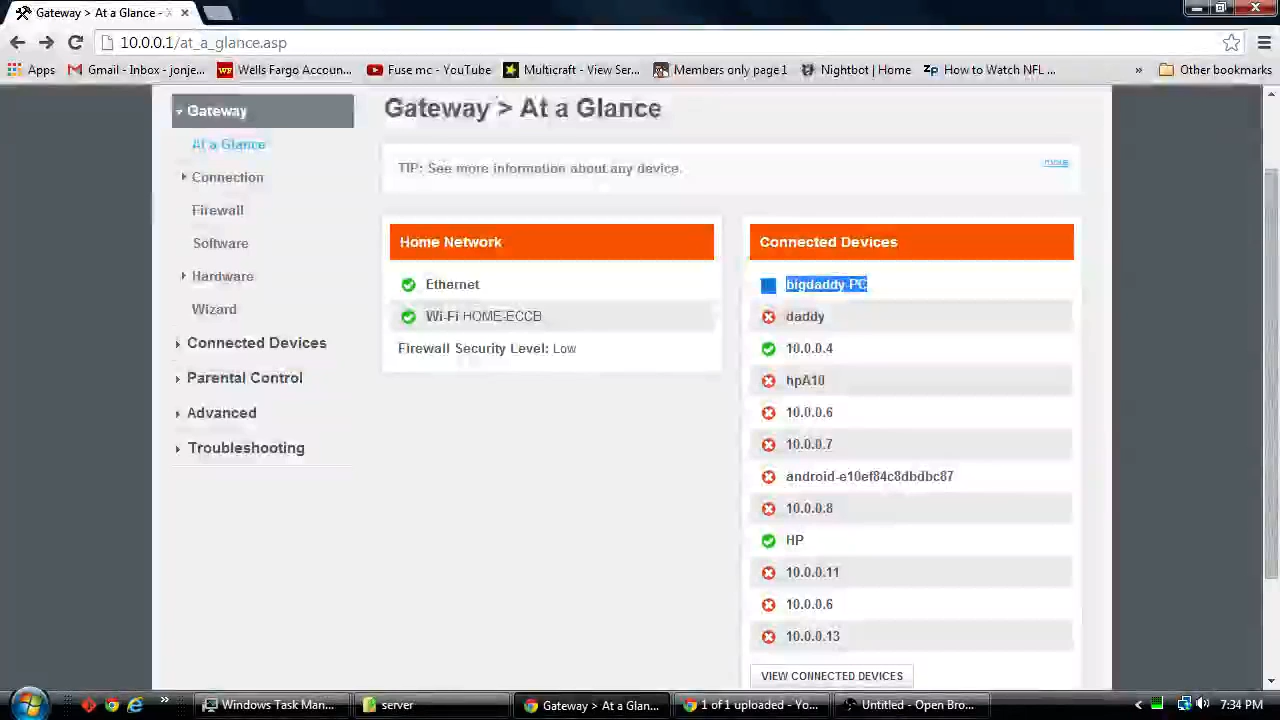 Gateway > At a Glance -
10.0.0.1/at_a_glance.asp
Apps
Gmail - Inbox - jonje...
Wells Fargo Accoun...
Fuse mc - YouTube
Multicraft - View Ser...
Members only page 1
Nightbot | Home
How to Watch NFL ...
»
Other bookmarks
Gateway
At a Glance
Connection
Firewall
Software
Hardware
Wizard
Connected Devices
Parental Control
Advanced
Troubleshooting
Gateway > At a Glance
TIP: See more information about any device.
more
Home Network
Ethernet
Wi-Fi HOME-ECCB
Firewall Security Level: Low
Connected Devices
bigdaddy-PC
daddy
10.0.0.4
hpA10
10.0.0.6
10.0.0.7
android-e10ef84c8dbdbc87
10.0.0.8
HP
10.0.0.11
10.0.0.6
10.0.0.13
VIEW CONNECTED DEVICES
»
Windows Task Man...
server
Gateway > At a Glan...
1 of 1 uploaded - Yo...
Untitled - Open Bro...
7:34 PM